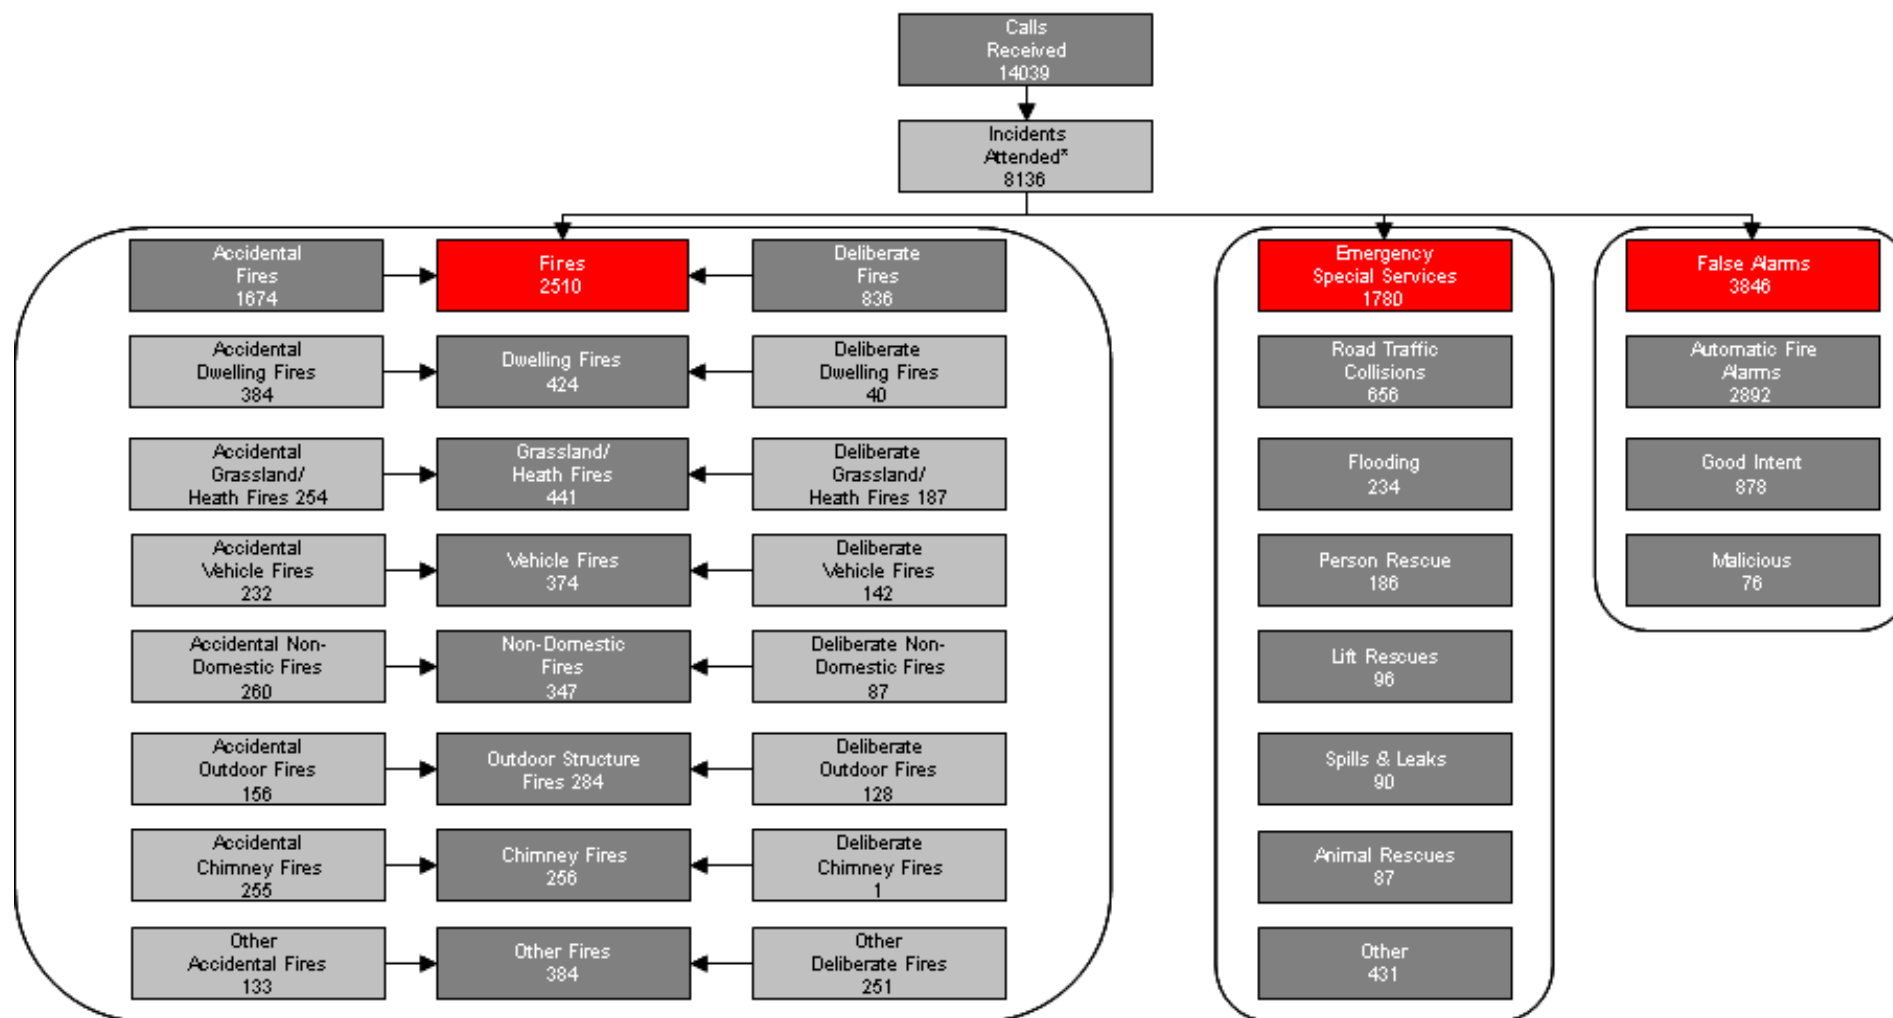 Calls
Received
14039
Incidents
Attended*
8136
Accidental
Fires
1674
Fires
2510
Deliberate
Fires
836
Emergency
Special Services
1780
False Alarms
3846
Accidental
Dwelling Fires
384
Dwelling Fires
424
Deliberate
Dwelling Fires
40
Road Traffic
Collisions
656
Automatic Fire
Alarms
2892
Accidental
Grassland/
Heath Fires 254
Grassland/
Heath Fires
441
Deliberate
Grassland/
Heath Fires 187
Flooding
234
Good Intent
878
Accidental
Vehicle Fires
232
Vehicle Fires
374
Deliberate
Vehicle Fires
142
Person Rescue
186
Malicious
76
Accidental Non-
Domestic Fires
260
Non-Domestic
Fires
347
Deliberate Non-
Domestic Fires
87
Lift Rescues
96
Accidental
Outdoor Fires
156
Outdoor Structure
Fires 284
Deliberate
Outdoor Fires
128
Spills & Leaks
90
Accidental
Chimney Fires
255
Chimney Fires
256
Deliberate
Chimney Fires
1
Animal Rescues
87
Other
Accidental Fires
133
Other Fires
384
Other
Deliberate Fires
251
Other
431